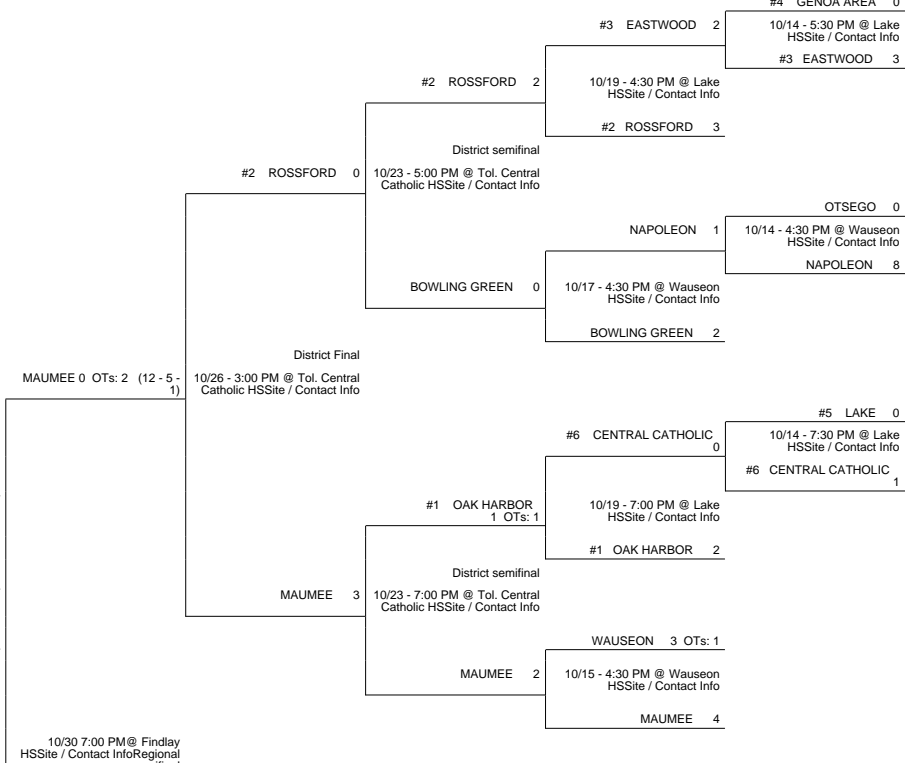 #4 GENOA AREA 0
10/14 - 5:30 PM @ Lake
HSSite / Contact Info
#3 EASTWOOD 3
#3 EASTWOOD 2
10/19 - 4:30 PM @ Lake
HSSite / Contact Info
#2 ROSSFORD 3
#2 ROSSFORD 2
District semifinal
10/23 - 5:00 PM @ Tol. Central
Catholic HSSite / Contact Info
#2 ROSSFORD 0
OTSEGO 0
10/14 - 4:30 PM @ Wauseon
HSSite / Contact Info
NAPOLEON 8
NAPOLEON 1
10/17 - 4:30 PM @ Wauseon
HSSite / Contact Info
BOWLING GREEN 2
BOWLING GREEN 0
District Final
10/26 - 3:00 PM @ Tol. Central
Catholic HSSite / Contact Info
MAUMEE 0 OTs: 2 (12 - 5 -
1)
#5 LAKE 0
10/14 - 7:30 PM @ Lake
HSSite / Contact Info
#6 CENTRAL CATHOLIC
1
#6 CENTRAL CATHOLIC
0
10/19 - 7:00 PM @ Lake
HSSite / Contact Info
#1 OAK HARBOR 2
#1 OAK HARBOR
1 OTs: 1
District semifinal
10/23 - 7:00 PM @ Tol. Central
Catholic HSSite / Contact Info
MAUMEE 3
WAUSEON 3 OTs: 1
10/15 - 4:30 PM @ Wauseon
HSSite / Contact Info
MAUMEE 4
MAUMEE 2
10/30 7:00 PM@ Findlay
HSSite / Contact InfoRegional